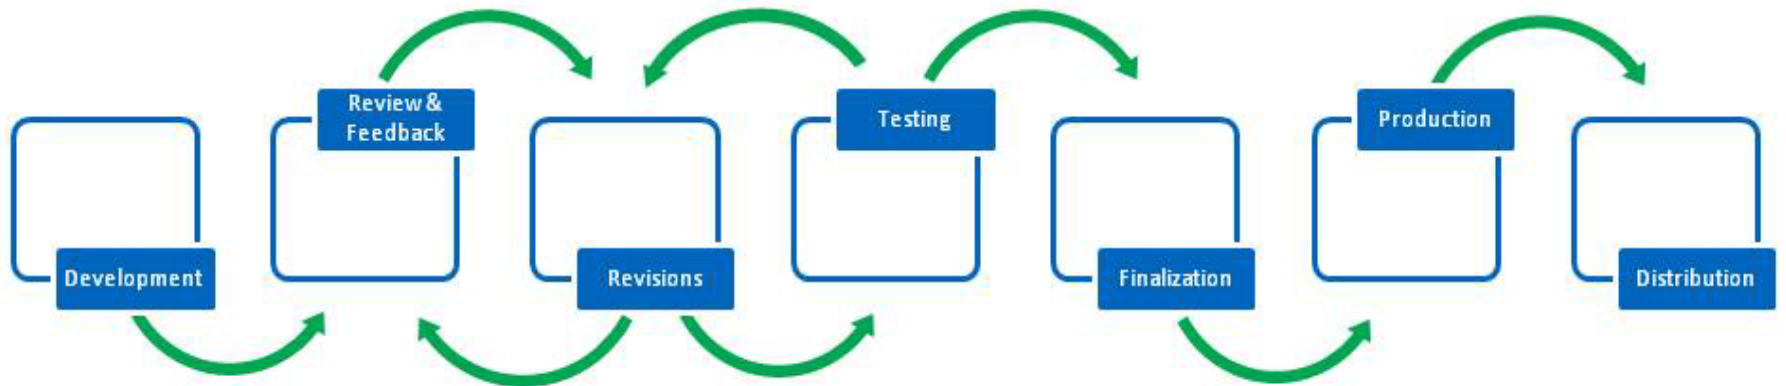 Development
Review &
Feedback
Revisions
Testing
Finalization
Production
Distribution